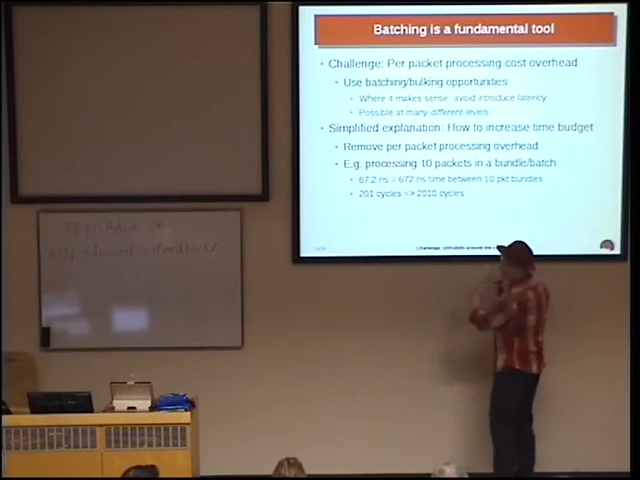 Batching is a fundamental tool
Challenge: Per packet processing cost overhead
Use batching/bulking opportunities
Where it makes sense, avoid introduce latency
Possible at many different levels
Simplified explanation: How to increase time budget
Remove per packet processing overhead
E.g. processing 10 packets in a bundle/batch
67.2 ns = 672 ns time between 10 pkt bundles
201 cycles <=> 2010 cycles
FEEDBACK @